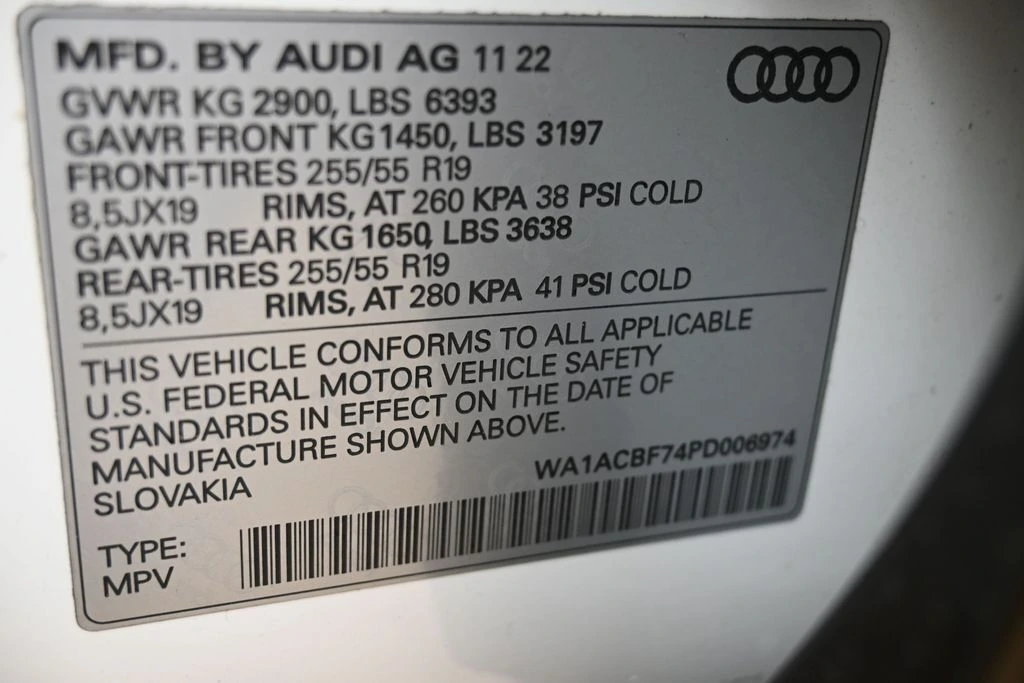 MFD. BY AUDI AG 11 22
GVWR KG 2900, LBS 6393
GAWR FRONT KG 1450, LBS 3197
FRONT-TIRES 255/55 R19
8,5JX19 RIMS, AT 260 KPA 38 PSI COLD
GAWR REAR KG 1650, LBS 3638
REAR-TIRES 255/55 R19
8,5JX19 RIMS, AT 280 KPA 41 PSI COLD
THIS VEHICLE CONFORMS TO ALL APPLICABLE
U.S. FEDERAL MOTOR VEHICLE SAFETY
STANDARDS IN EFFECT ON THE DATE OF
MANUFACTURE SHOWN ABOVE.
SLOVAKIA WA1ACBF74PD006974
TYPE:
MPV